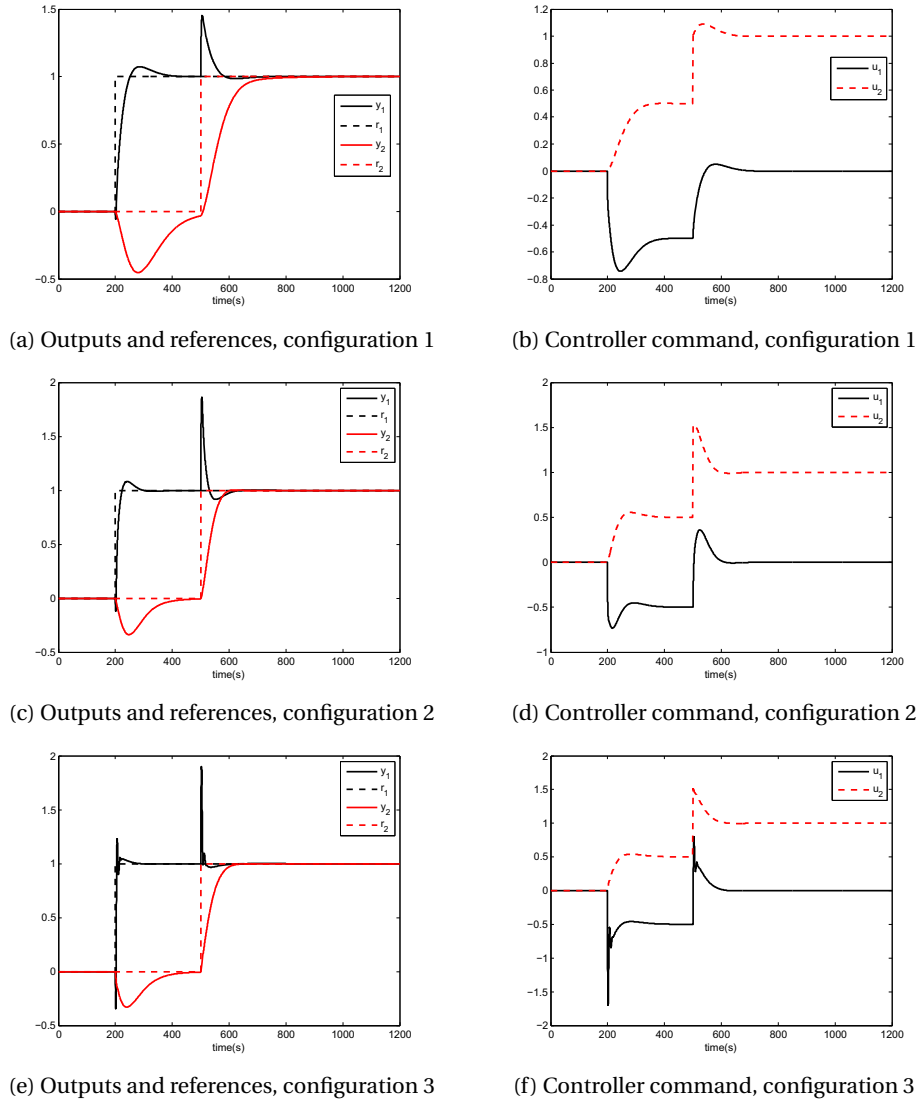 1.5
1
0.5
0
−0.5
0 200 400 600 800 1000 1200
time(s)
y1
r1
y2
r2
1.2
1
0.8
0.6
0.4
0.2
0
−0.2
−0.4
−0.6
−0.8
0 200 400 600 800 1000 1200
time(s)
u1
u2
(a) Outputs and references, configuration 1
(b) Controller command, configuration 1
2
1.5
1
0.5
0
−0.5
0 200 400 600 800 1000 1200
time(s)
y1
r1
y2
r2
2
1.5
1
0.5
0
−0.5
−1
0 200 400 600 800 1000 1200
time(s)
u1
u2
(c) Outputs and references, configuration 2
(d) Controller command, configuration 2
2
1.5
1
0.5
0
−0.5
0 200 400 600 800 1000 1200
time(s)
y1
r1
y2
r2
2
1.5
1
0.5
0
−0.5
−1
−1.5
−2
0 200 400 600 800 1000 1200
time(s)
u1
u2
(e) Outputs and references, configuration 3
(f) Controller command, configuration 3